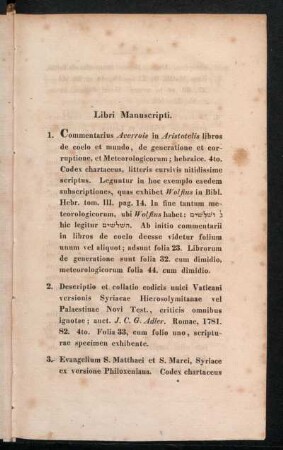 Libri Manuscripti.
1. Commentarius Averrois in Aristotelis libros
de coelo et mundo, de generatione et cor-
ruptione, et Meteorologicorum; hebraice. 4to.
Codex chartaceus, litteris cursivis nitidissime
scriptus. Leguntur in hoc exemplo eaedem
subscriptiones, quas exhibet Wolfius in Bibl.
Hebr. tom. III. pag. 14. In fine tantum me-
teorologicorum, ubi Wolfius habet:
hic legitur השלשים. Ab initio commentarii
in libros de coelo deesse videtur folium
unum vel aliquot; adsunt folia 23. Librorum
de generatione sunt folia 32. cum dimidio,
meteorologicorum folia 44. cum dimidio.
2. Descriptio et collatio codicis unici Vaticani
versionis Syriacae Hierosolymitanae vel
Palaestinae Novi Test., criticis omnibus
ignotae; auct. J. C. G. Adler. Romae, 1781.
82. 4to. Folia 33, cum folio uno, scriptu-
rae specimen exhibente.
3. Evangelium S. Matthaei et S. Marci, Syriace
ex versione Philoxeniana. Codex chartaceus